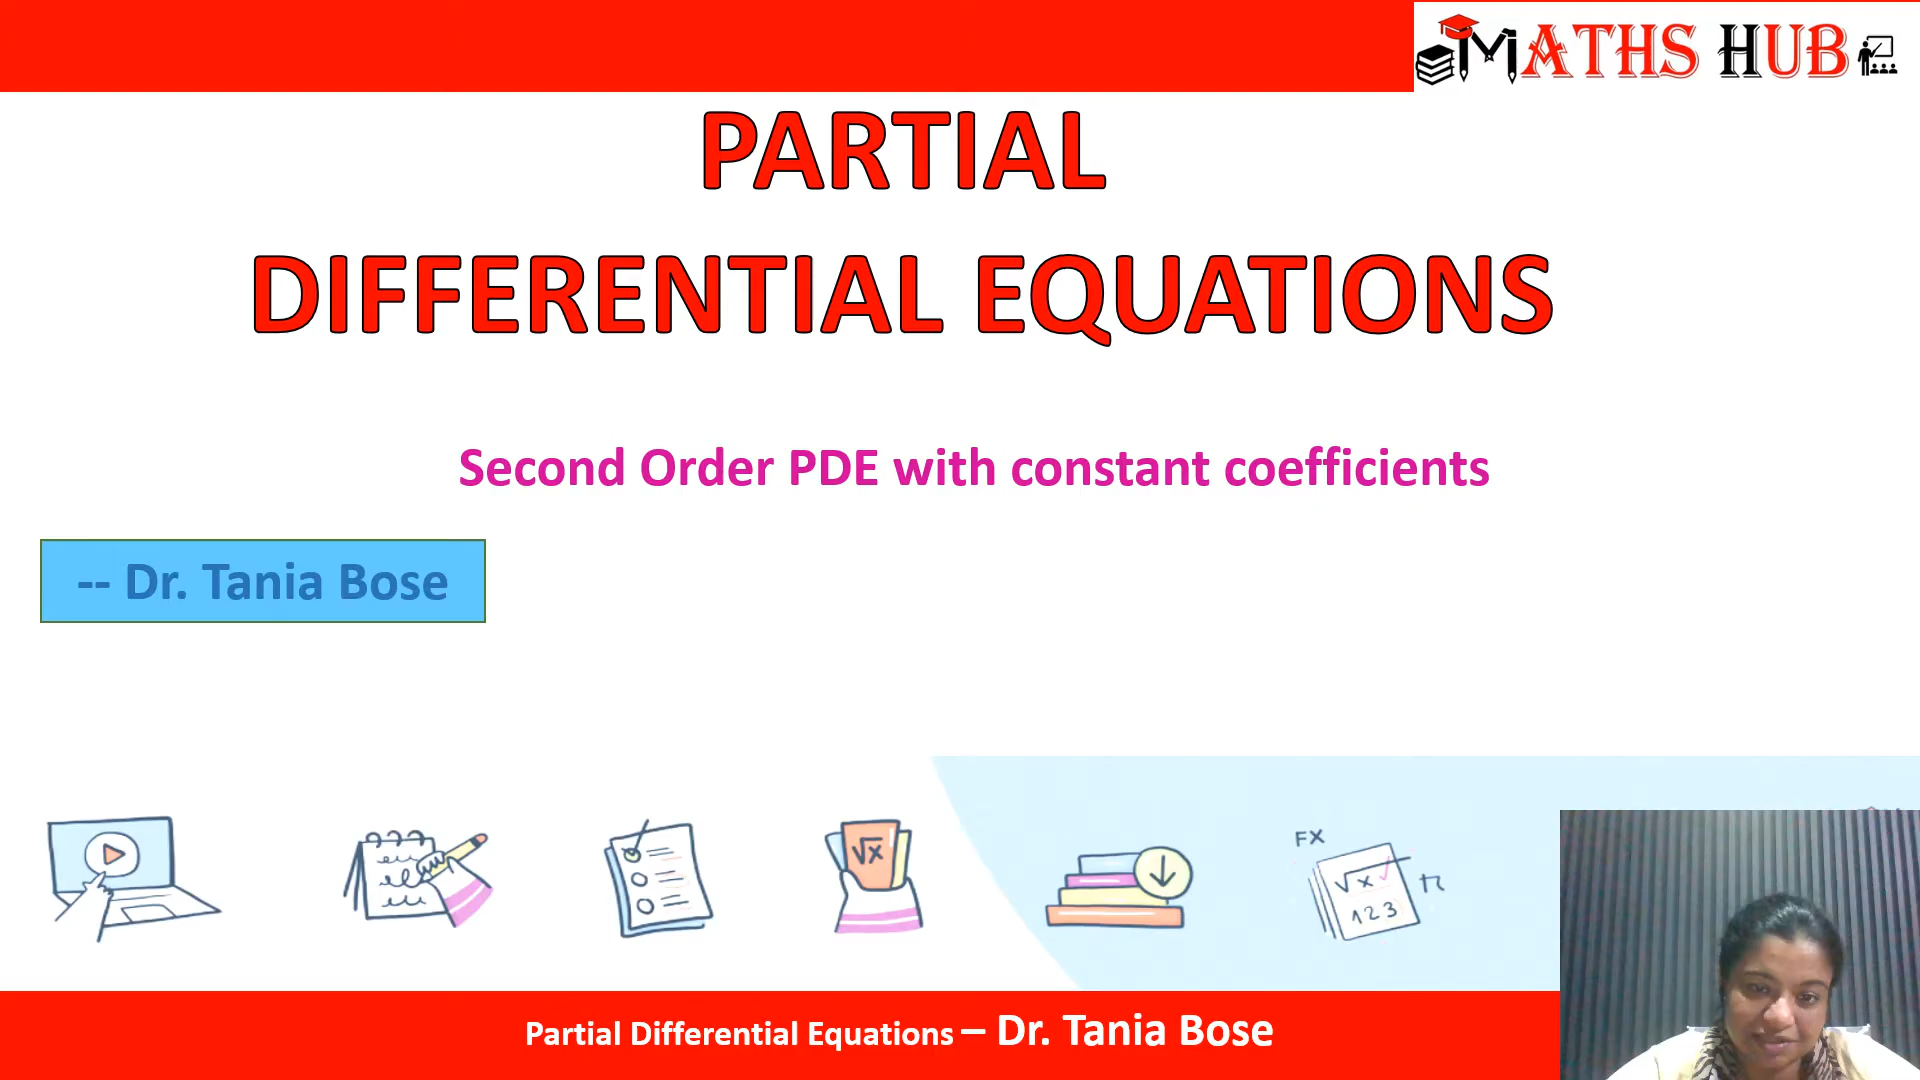 MATHS HUB
PARTIAL
DIFFERENTIAL EQUATIONS
Second Order PDE with constant coefficients
-- Dr. Tania Bose
√x
FX
√x
123
π
Partial Differential Equations – Dr. Tania Bose